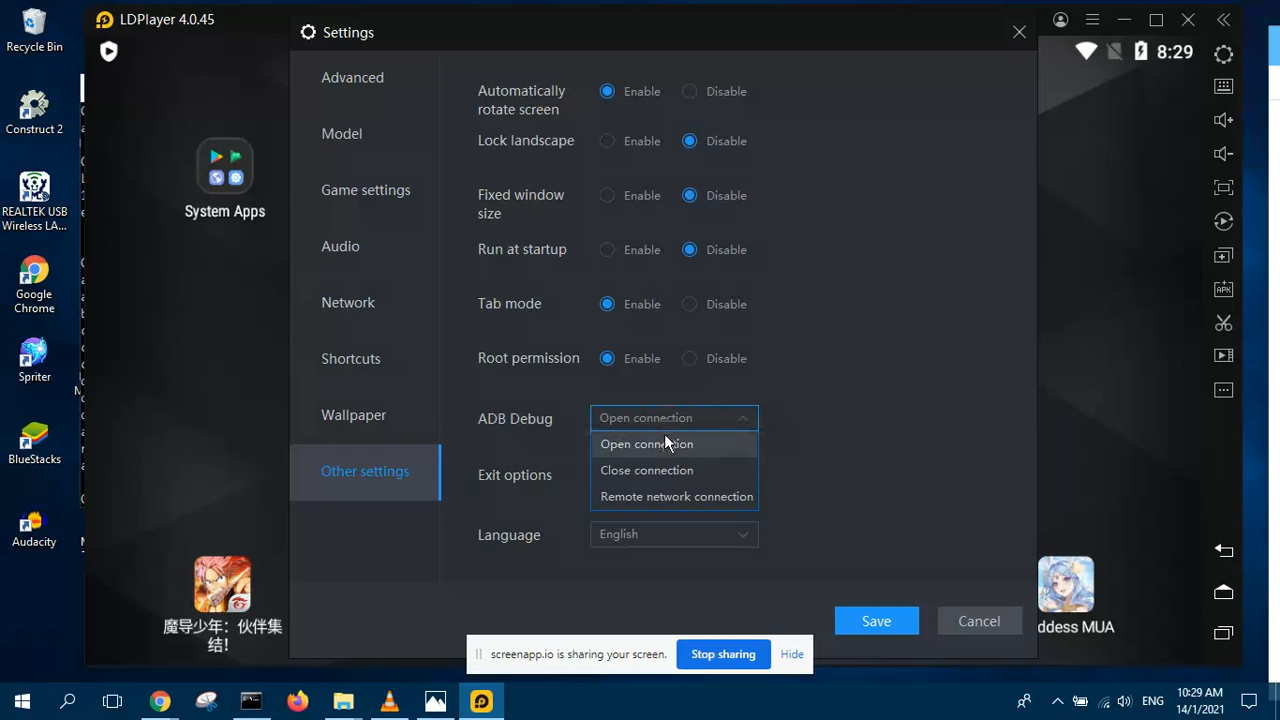 Recycle Bin
Construct 2
REALTEK USB
Wireless LA...
Google
Chrome
Spriter
BlueStacks
Audacity
LDPlayer 4.0.45
8:29
System Apps
魔导少年：伙伴集
结！
ddess MUA
Settings
Advanced
Model
Game settings
Audio
Network
Shortcuts
Wallpaper
Other settings
Automatically
rotate screen
Enable
Disable
Lock landscape
Enable
Disable
Fixed window
size
Enable
Disable
Run at startup
Enable
Disable
Tab mode
Enable
Disable
Root permission
Enable
Disable
ADB Debug
Open connection
Open connection
Close connection
Remote network connection
Exit options
Language
English
Save
Cancel
APK
screenapp.io is sharing your screen.
Stop sharing
Hide
ENG
10:29 AM
14/1/2021